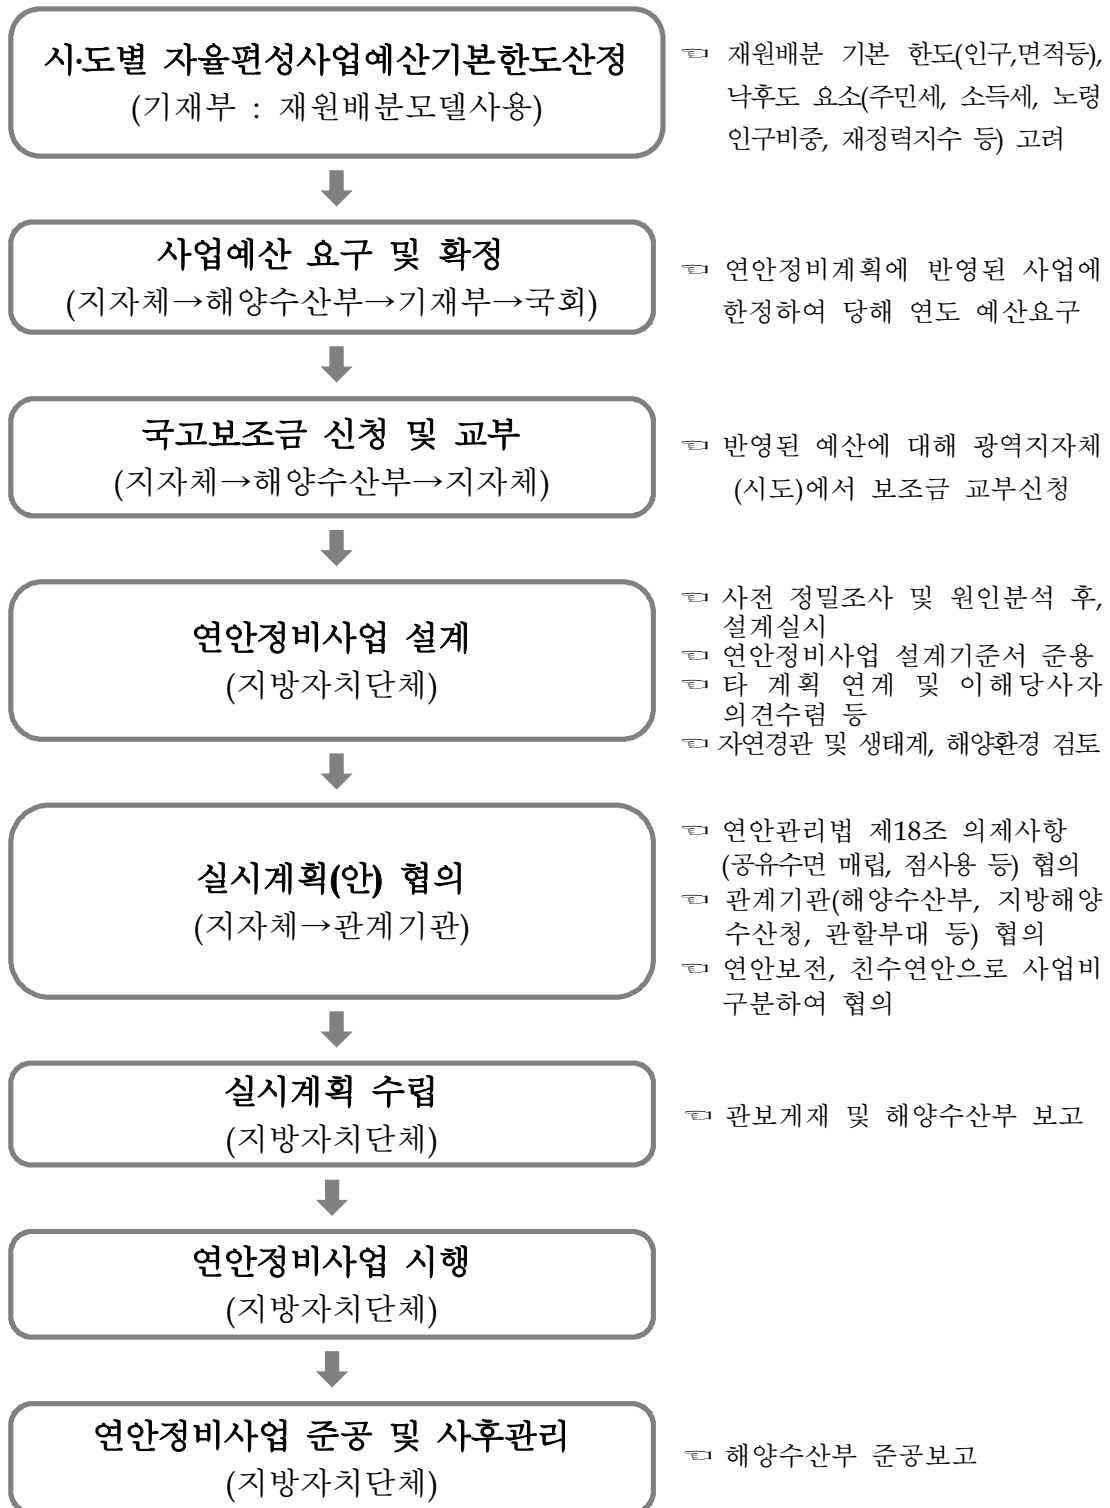 시·도별 자율편성사업예산기본한도산정
(기재부 : 재원배분모델사용)
☜ 재원배분 기본 한도(인구,면적등),
낙후도 요소(주민세, 소득세, 노령
인구비중, 재정력지수 등) 고려
사업예산 요구 및 확정
(지자체→해양수산부→기재부→국회)
☜ 연안정비계획에 반영된 사업에
한정하여 당해 연도 예산요구
국고보조금 신청 및 교부
(지자체→해양수산부→지자체)
☜ 반영된 예산에 대해 광역지자체
(시도)에서 보조금 교부신청
연안정비사업 설계
(지방자치단체)
☜ 사전 정밀조사 및 원인분석 후,
설계실시
☜ 연안정비사업 설계기준서 준용
☜ 타 계획 연계 및 이해당사자
의견수렴 등
☜ 자연경관 및 생태계, 해양환경 검토
실시계획(안) 협의
(지자체→관계기관)
☜ 연안관리법 제18조 의제사항
(공유수면 매립, 점사용 등) 협의
☜ 관계기관(해양수산부, 지방해양
수산청, 관할부대 등) 협의
☜ 연안보전, 친수연안으로 사업비
구분하여 협의
실시계획 수립
(지방자치단체)
☜ 관보게재 및 해양수산부 보고
연안정비사업 시행
(지방자치단체)
연안정비사업 준공 및 사후관리
(지방자치단체)
☜ 해양수산부 준공보고